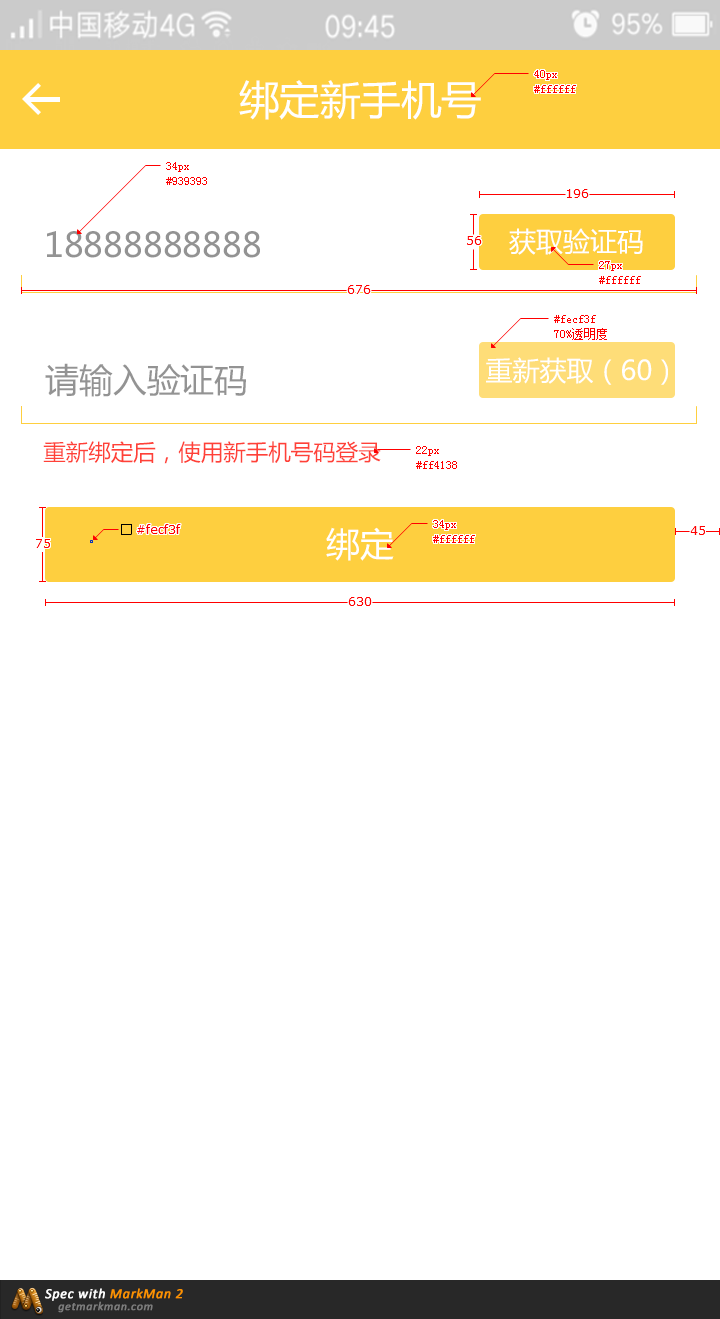 中国移动4G 09:45 95%
绑定新手机号
40px
#ffffff
34px
#939393
196
18888888888
56
获取验证码
27px
#ffffff
676
#fecf3f
70%透明度
请输入验证码
重新获取（60）
重新绑定后，使用新手机号码登录
22px
#ff4138
75
#fecf3f
绑定
34px
#ffffff
45
630
Spec with MarkMan 2
getmarkman.com